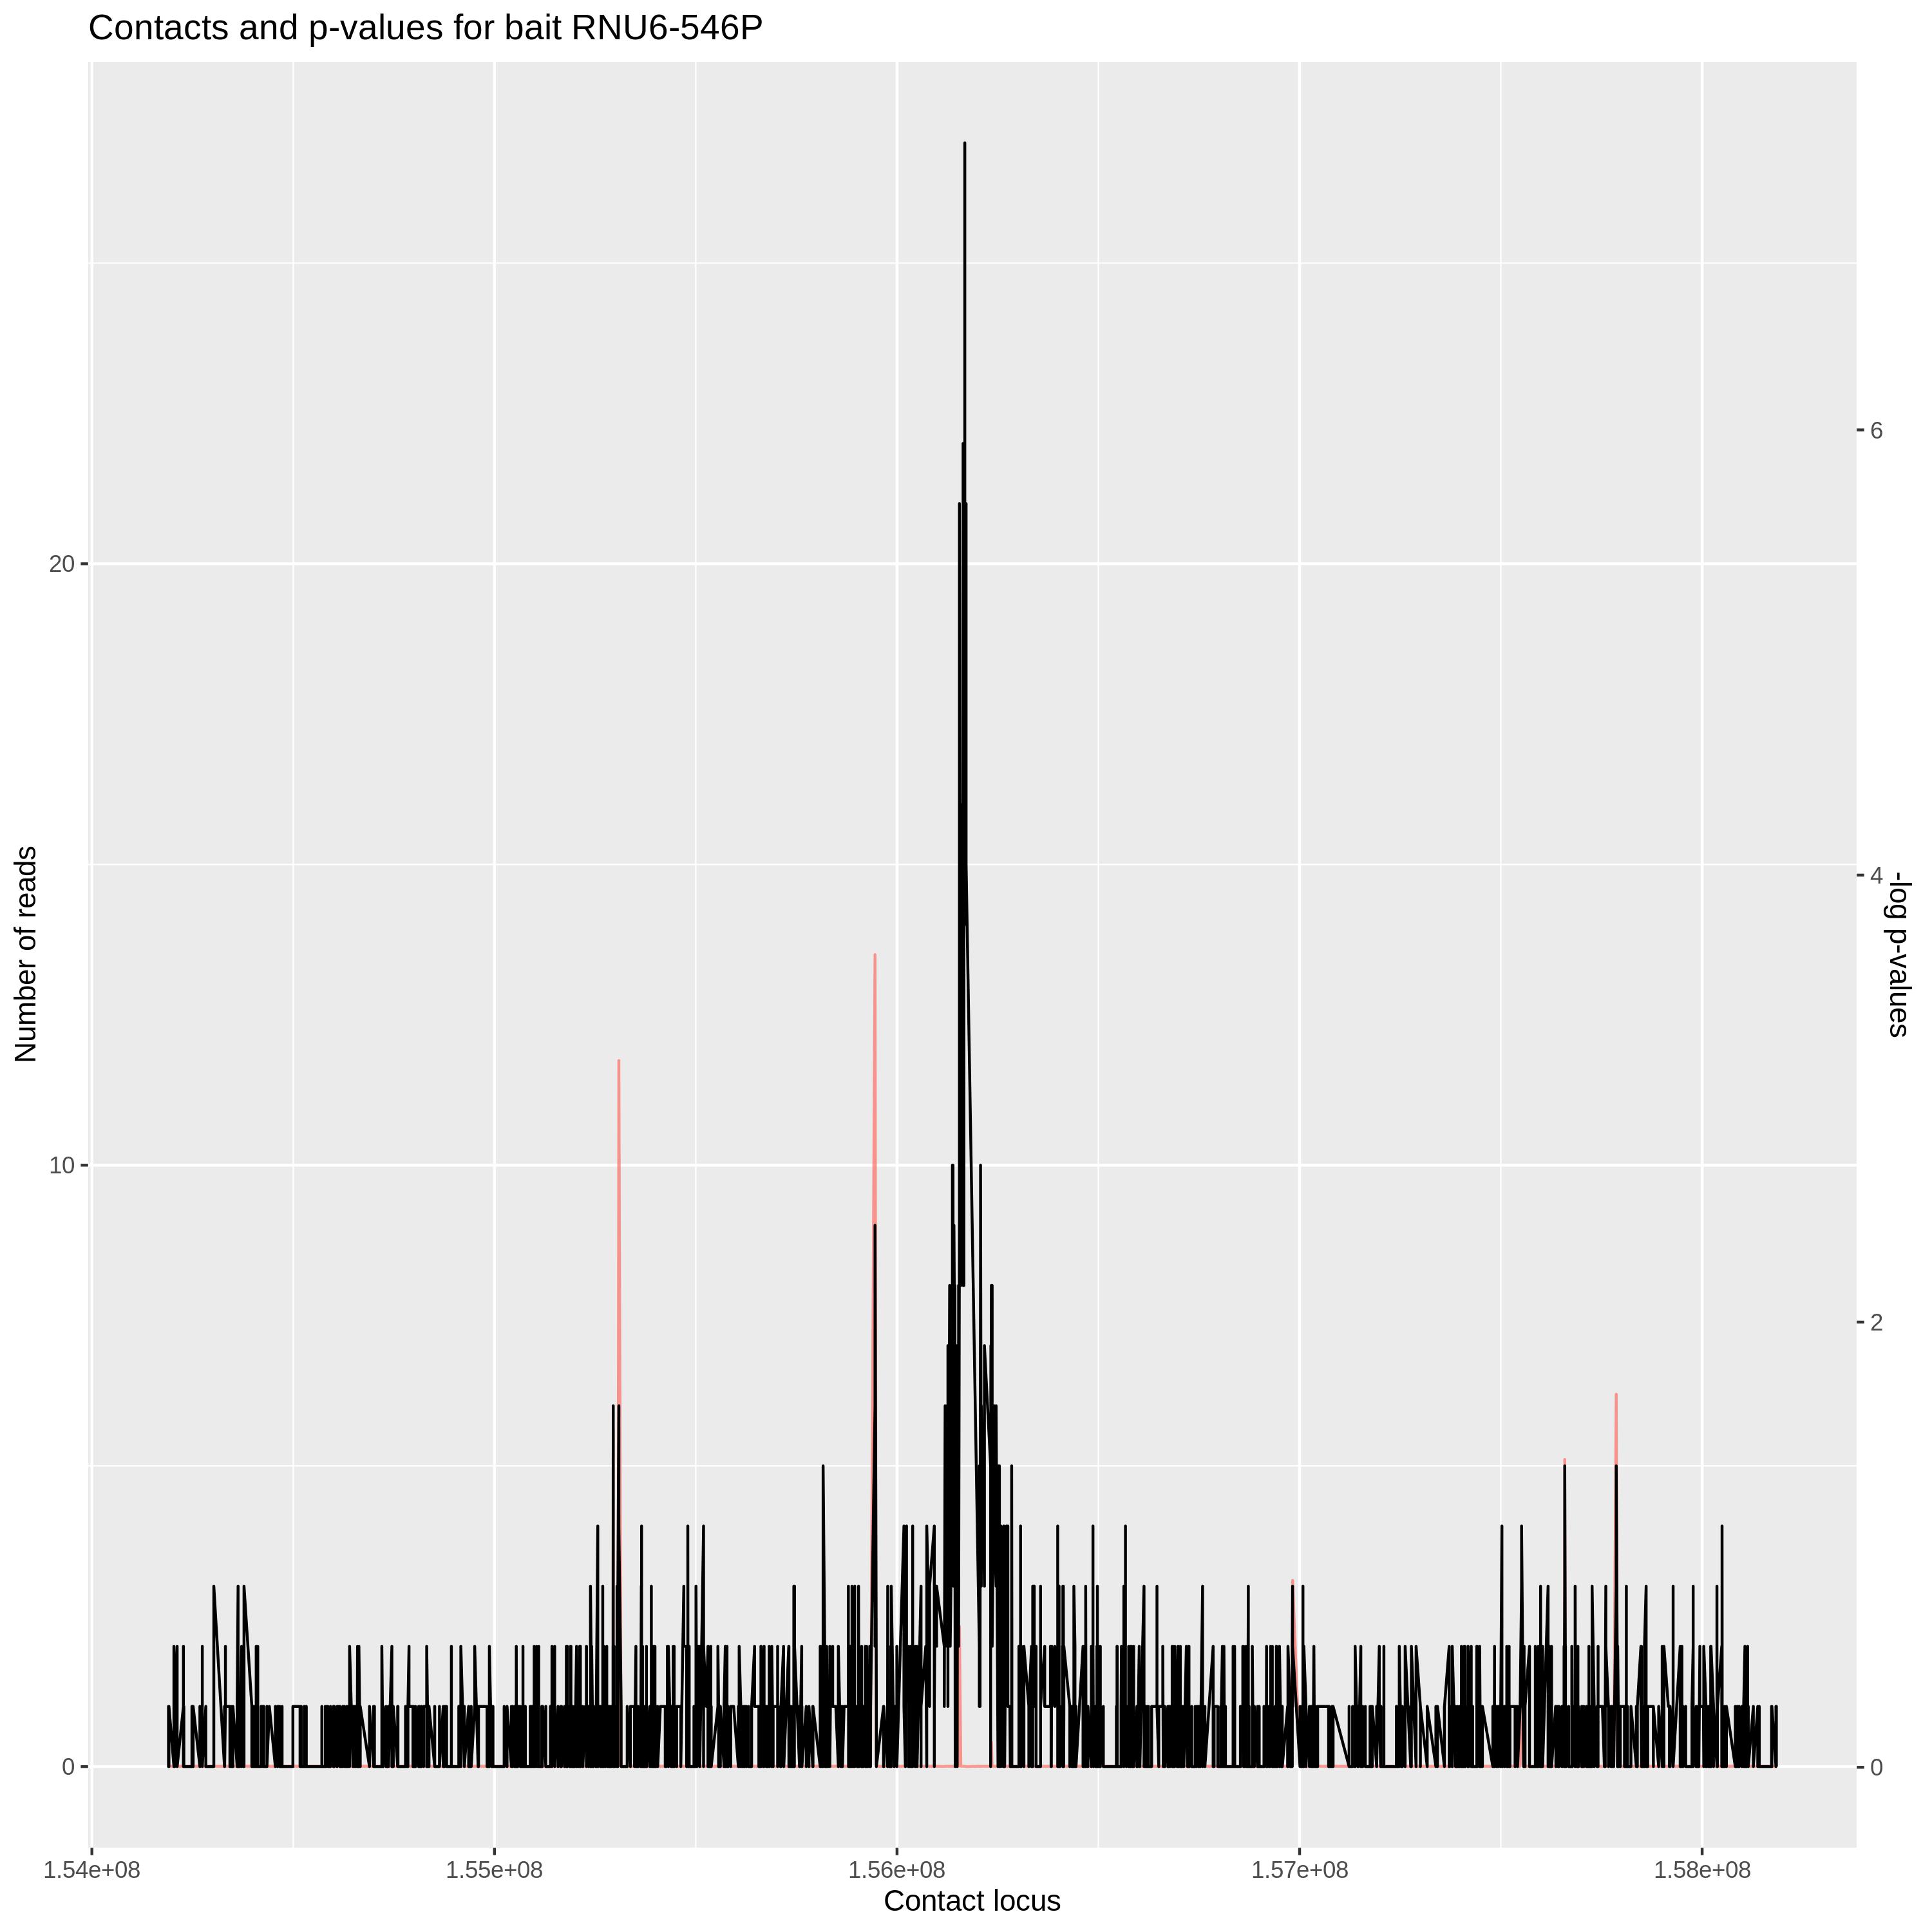 Contacts and p-values for bait RNU6-546P
Number of reads
20
10
0
6
4
2
0
-log p-values
1.54e+08
1.55e+08
1.56e+08
1.57e+08
1.58e+08
Contact locus